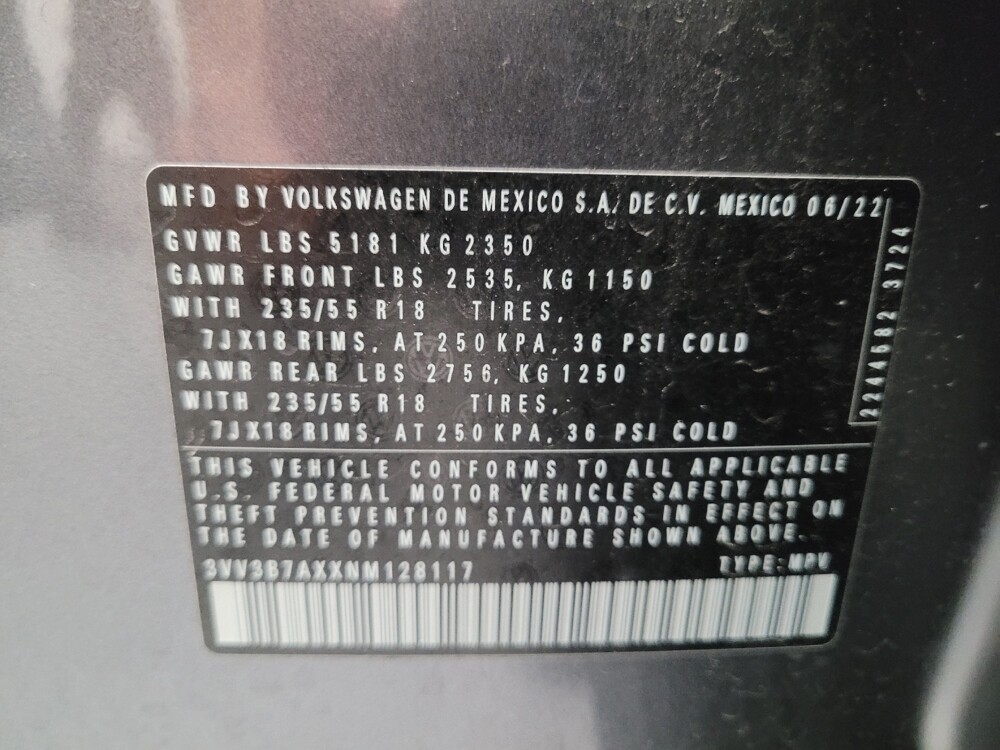 MFD BY VOLKSWAGEN DE MEXICO S.A. DE C.V. MEXICO 06/22
GVWR LBS 5181 KG 2350
GAWR FRONT LBS 2535, KG 1150
WITH 235/55 R18 TIRES,
7JX18 RIMS, AT 250 KPA, 36 PSI COLD
GAWR REAR LBS 2756, KG 1250
WITH 235/55 R18 TIRES,
7JX18 RIMS, AT 250 KPA, 36 PSI COLD
2244682 3724
THIS VEHICLE CONFORMS TO ALL APPLICABLE
U.S. FEDERAL MOTOR VEHICLE SAFETY AND
THEFT PREVENTION STANDARDS IN EFFECT ON
THE DATE OF MANUFACTURE SHOWN ABOVE.
3VV3B7AXXNM128117 TYPE:MPV